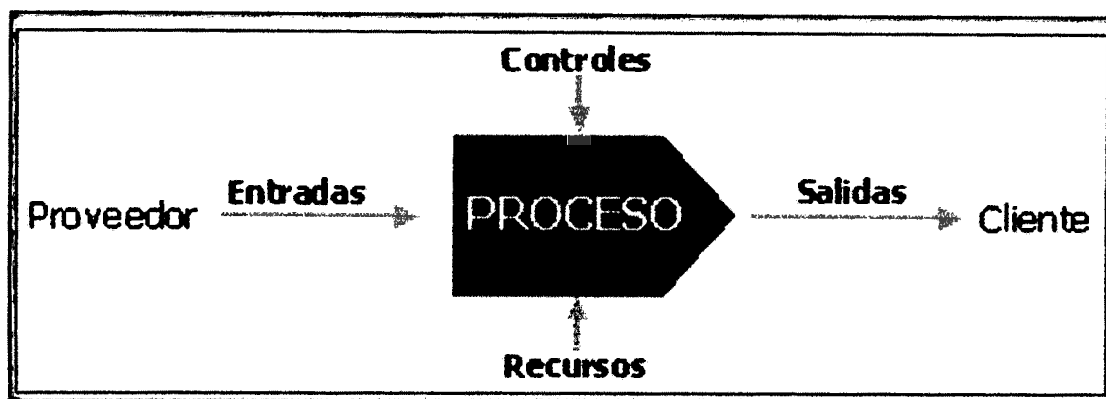 Controles
Entradas
Salidas
Proveedor
PROCESO
Cliente
Recursos